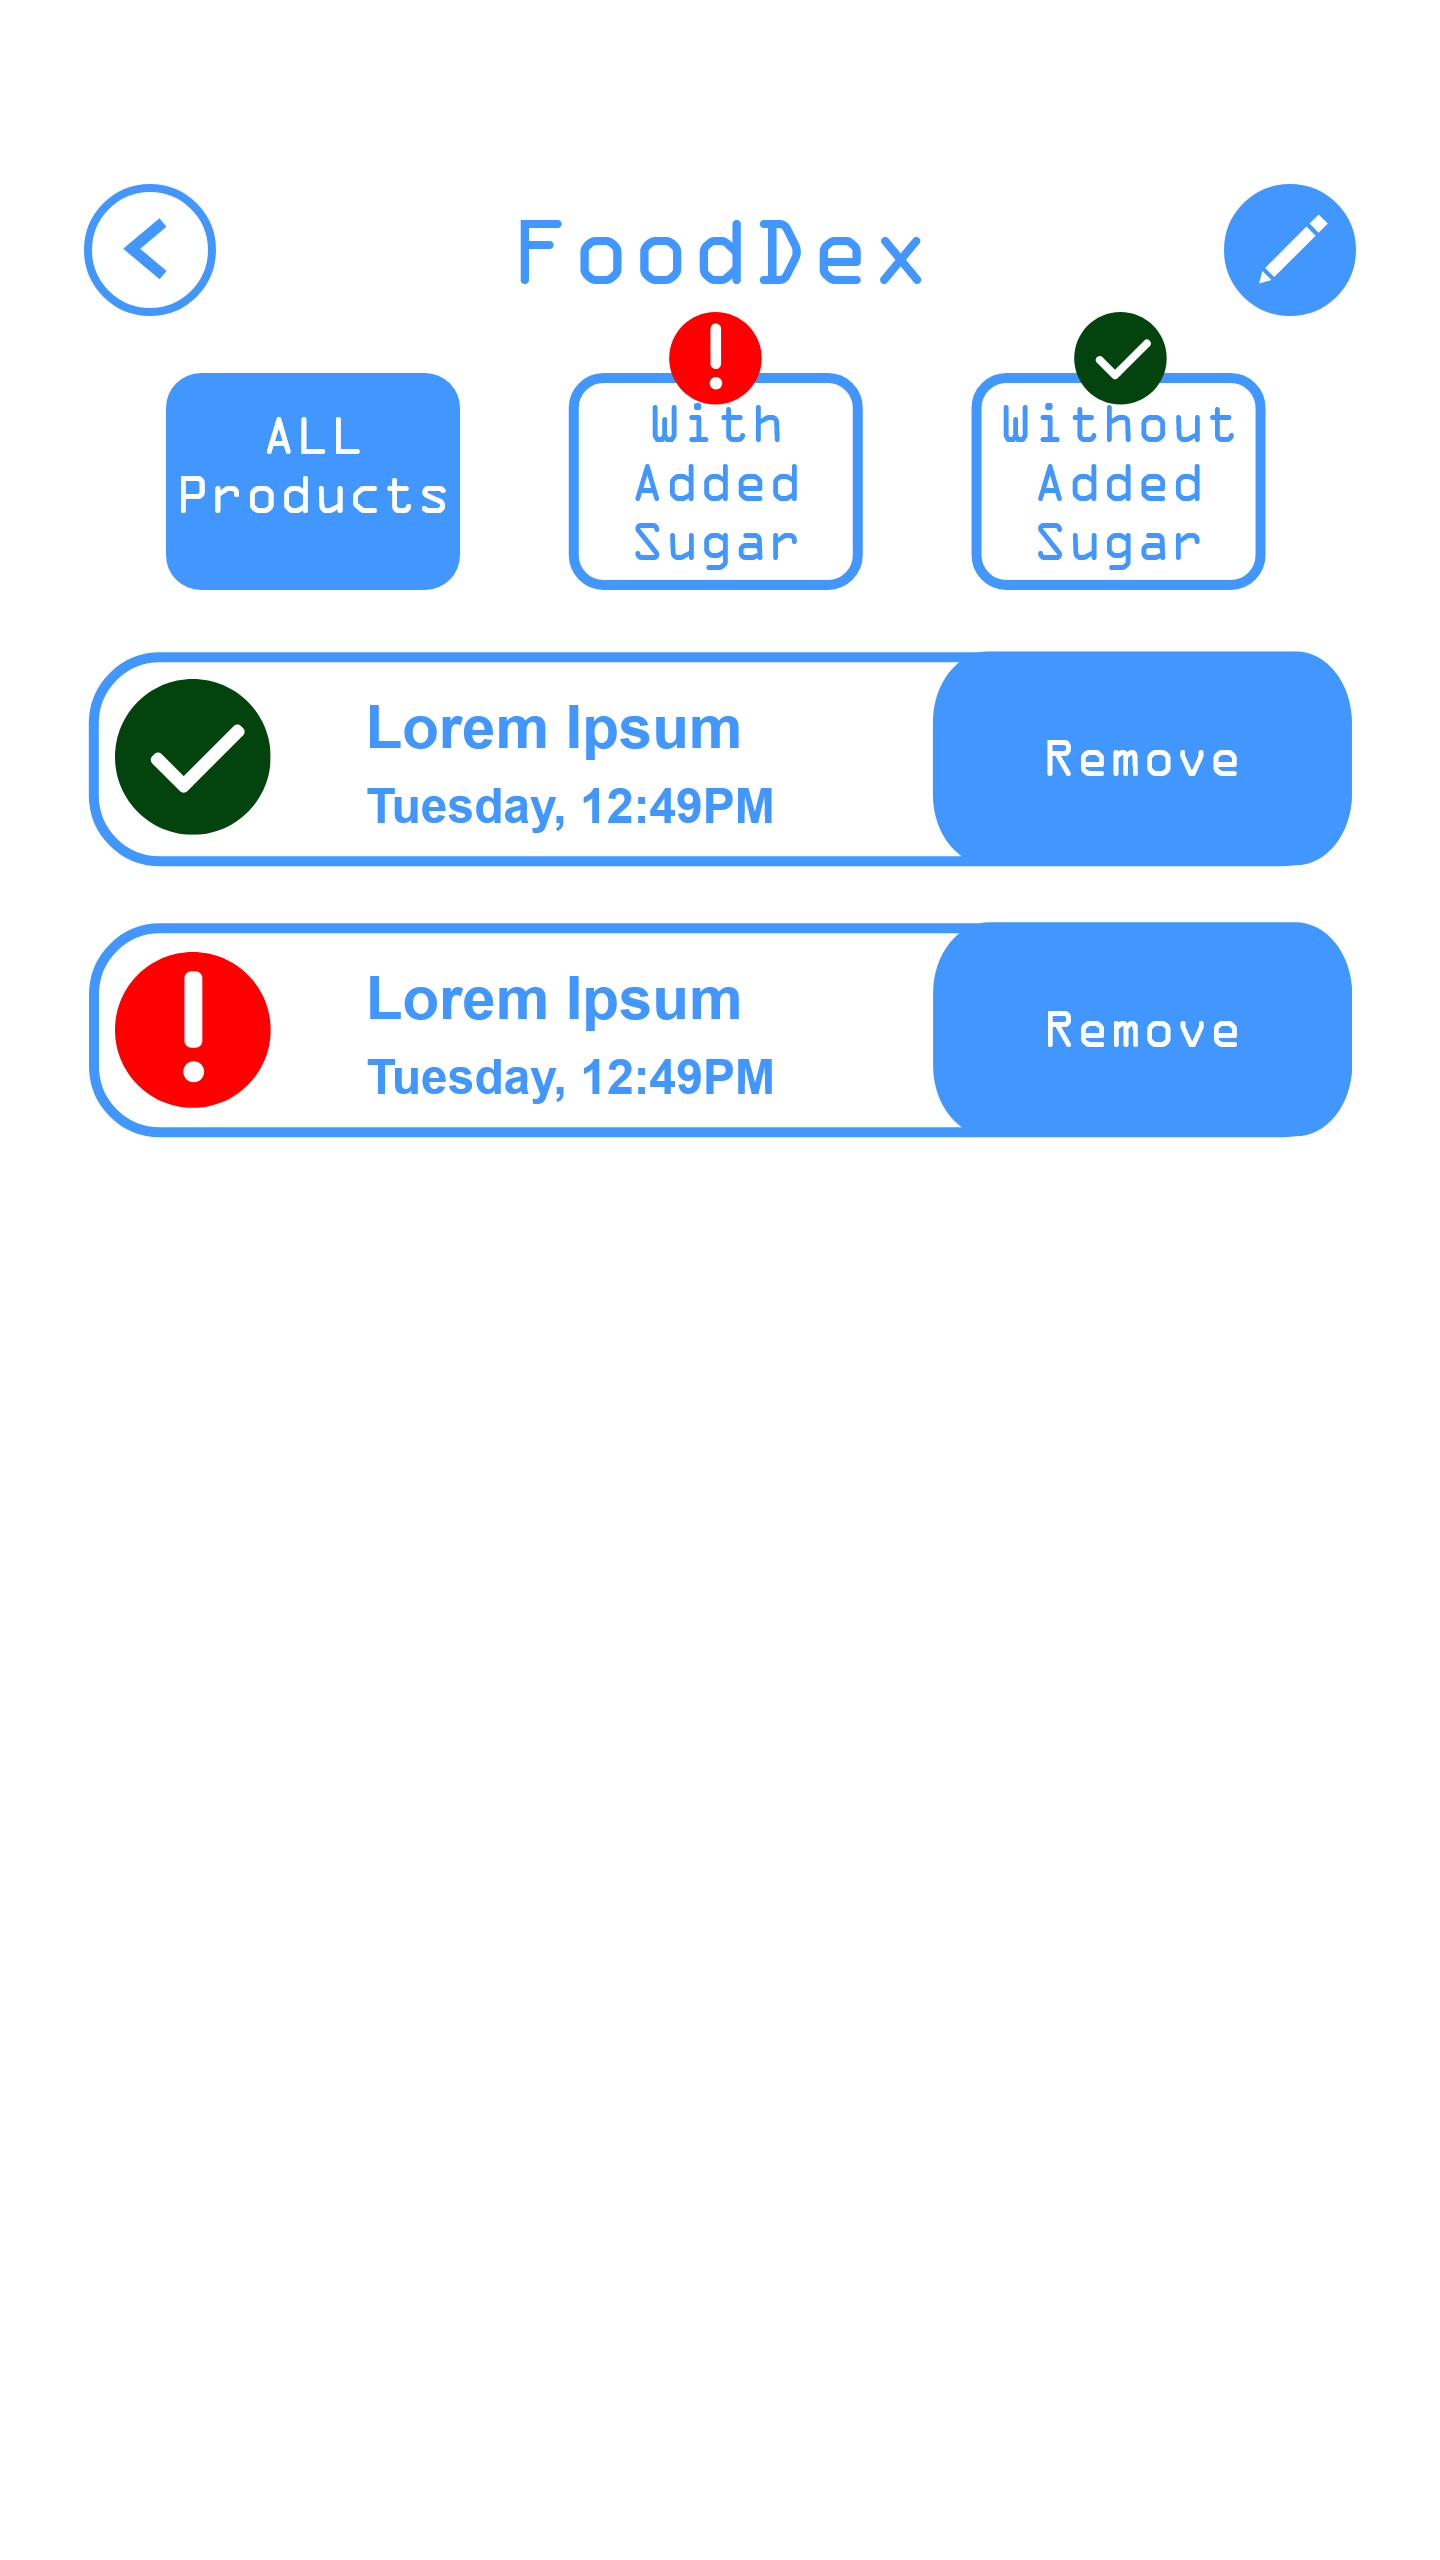 FoodDex
ALL
Products
With
Added
Sugar
Without
Added
Sugar
Lorem Ipsum
Tuesday, 12:49PM
Remove
Lorem Ipsum
Tuesday, 12:49PM
Remove